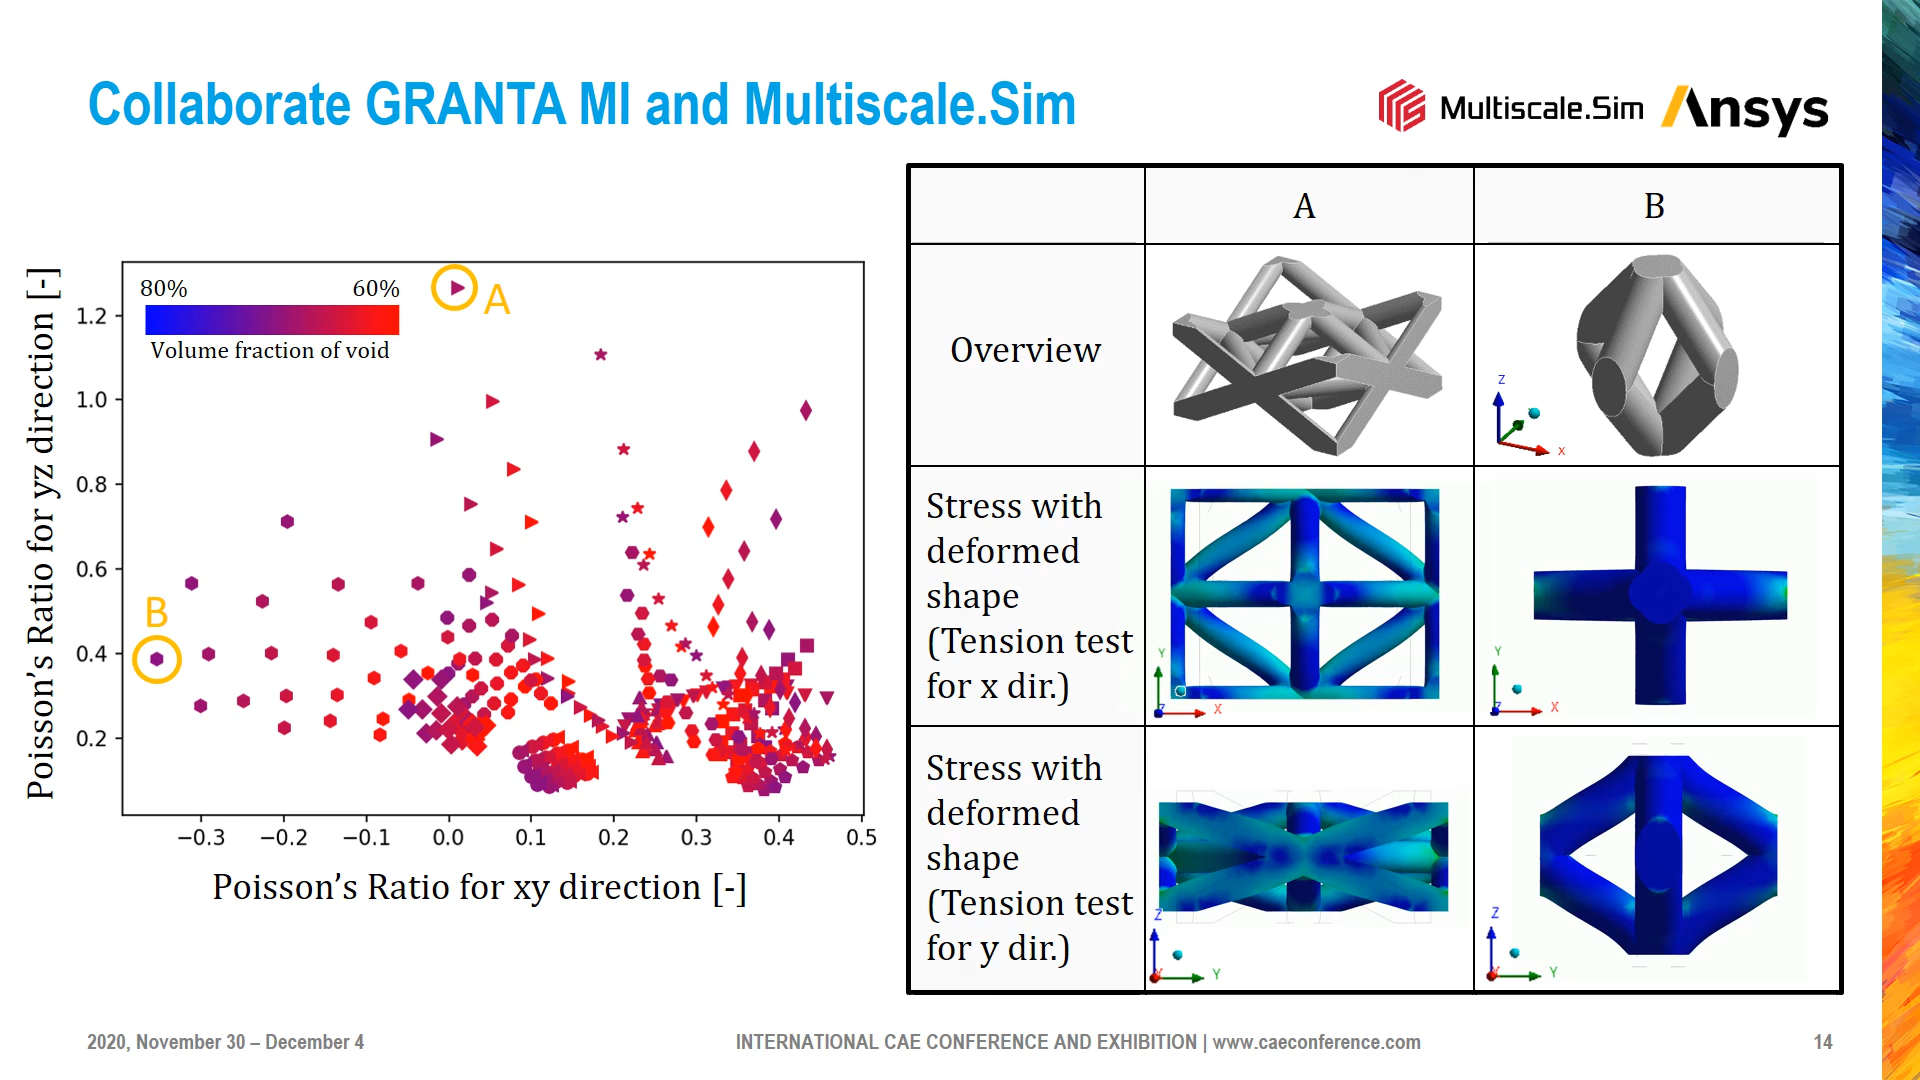 Collaborate GRANTA MI and Multiscale.Sim
Multiscale.Sim
Ansys
Poisson's Ratio for yz direction [-]
80% 60%
Volume fraction of void
A
B
1.2
1.0
0.8
0.6
0.4
0.2
−0.3 −0.2 −0.1 0.0 0.1 0.2 0.3 0.4 0.5
Poisson's Ratio for xy direction [-]
A B
Overview
Z
X
Stress with
deformed
shape
(Tension test
for x dir.)
Y
Z
X
Y
Z
X
Stress with
deformed
shape
(Tension test
for y dir.)
Z
Y
Z
Y
2020, November 30 – December 4
INTERNATIONAL CAE CONFERENCE AND EXHIBITION | www.caeconference.com
14